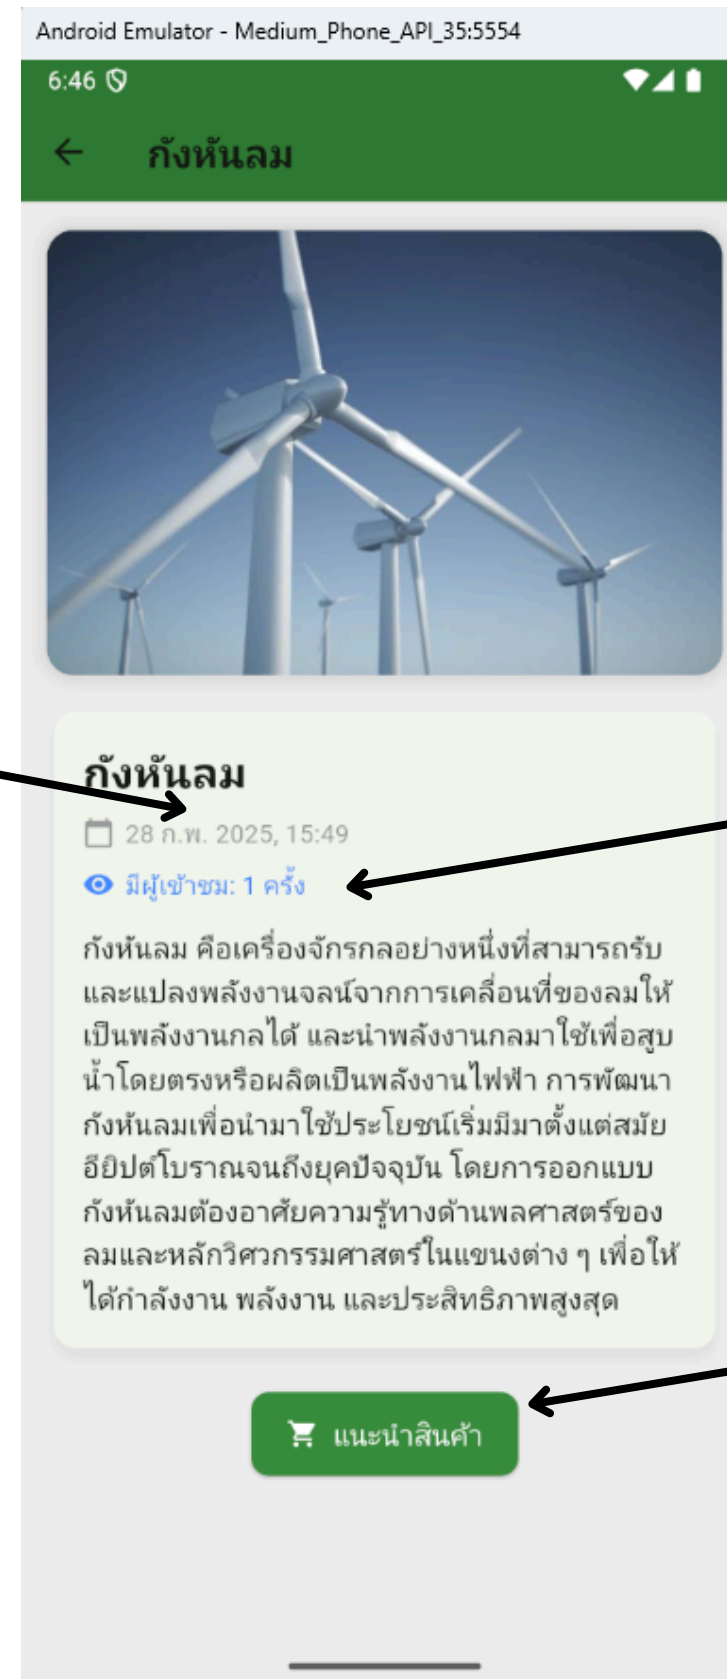 Android Emulator - Medium_Phone_API_35:5554
6:46
กังหันลม
กังหันลม
28 ก.พ. 2025, 15:49
มีผู้เข้าชม: 1 ครั้ง
กังหันลม คือเครื่องจักรกลอย่างหนึ่งที่สามารถรับ
และแปลงพลังงานจลน์จากการเคลื่อนที่ของลมให้
เป็นพลังงานกลได้ และนำพลังงานกลมาใช้เพื่อสูบ
น้ำโดยตรงหรือผลิตเป็นพลังงานไฟฟ้า การพัฒนา
กังหันลมเพื่อนำมาใช้ประโยชน์เริ่มมีมาตั้งแต่สมัย
อียิปต์โบราณจนถึงยุคปัจจุบัน โดยการออกแบบ
กังหันลมต้องอาศัยความรู้ทางด้านพลศาสตร์ของ
ลมและหลักวิศวกรรมศาสตร์ในแขนงต่าง ๆ เพื่อให้
ได้กำลังงาน พลังงาน และประสิทธิภาพสูงสุด
แนะนำสินค้า